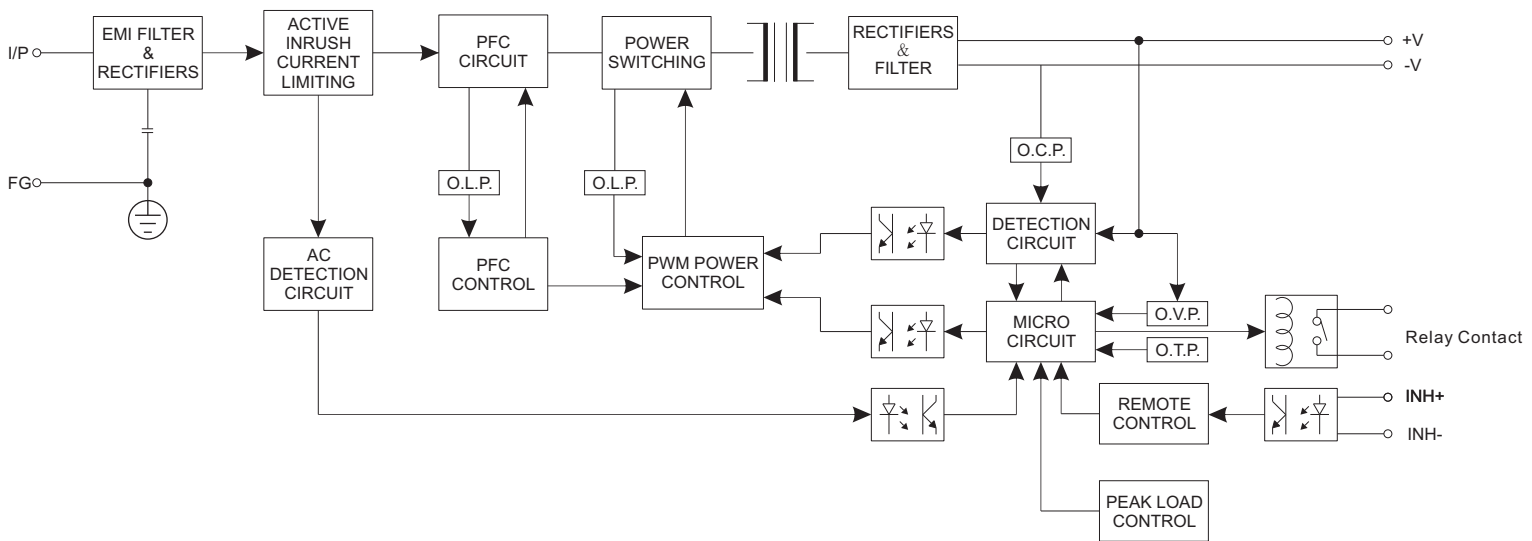 I/P
EMI FILTER
&
RECTIFIERS
ACTIVE
INRUSH
CURRENT
LIMITING
PFC
CIRCUIT
POWER
SWITCHING
RECTIFIERS
&
FILTER
+V
-V
FG
O.L.P.
O.L.P.
O.C.P.
AC
DETECTION
CIRCUIT
PFC
CONTROL
PWM POWER
CONTROL
DETECTION
CIRCUIT
MICRO
CIRCUIT
O.V.P.
O.T.P.
Relay Contact
REMOTE
CONTROL
INH+
INH-
PEAK LOAD
CONTROL